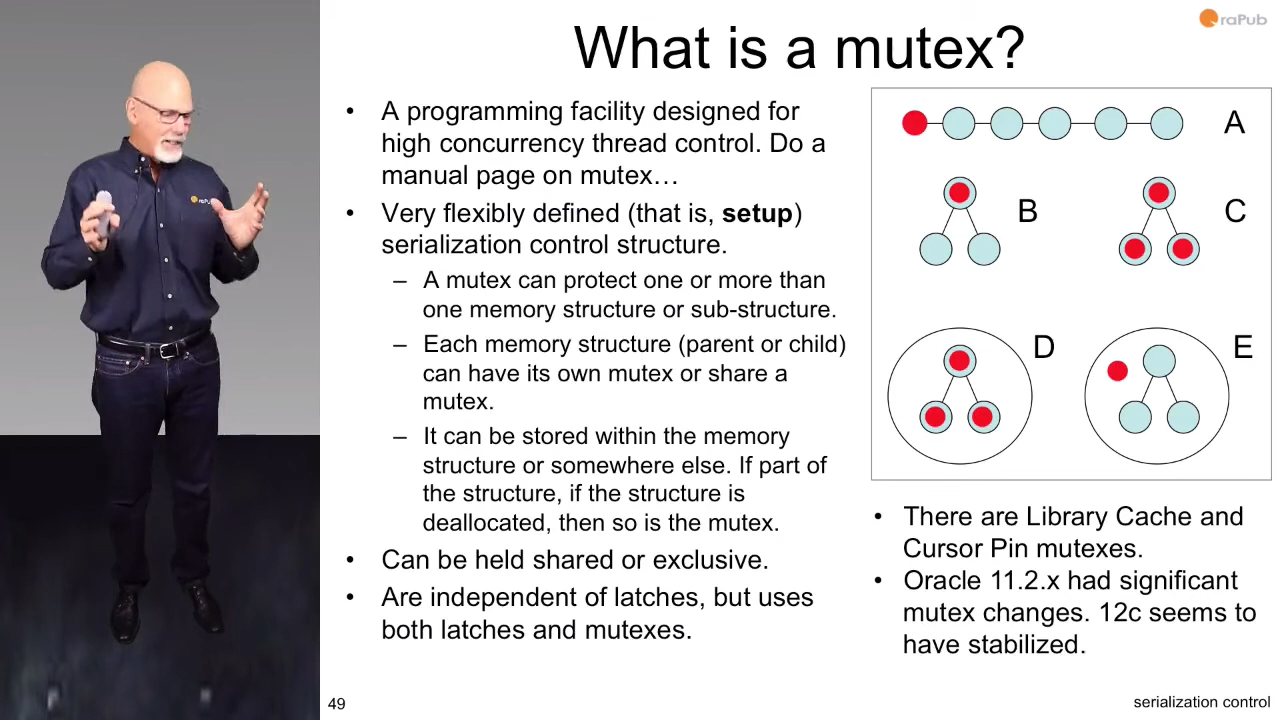 raPub
What is a mutex?
• A programming facility designed for
high concurrency thread control. Do a
manual page on mutex…
• Very flexibly defined (that is, setup)
serialization control structure.
– A mutex can protect one or more than
one memory structure or sub-structure.
– Each memory structure (parent or child)
can have its own mutex or share a
mutex.
– It can be stored within the memory
structure or somewhere else. If part of
the structure, if the structure is
deallocated, then so is the mutex.
• Can be held shared or exclusive.
• Are independent of latches, but uses
both latches and mutexes.
A
B
C
D
E
• There are Library Cache and
Cursor Pin mutexes.
• Oracle 11.2.x had significant
mutex changes. 12c seems to
have stabilized.
raPub
49
serialization control